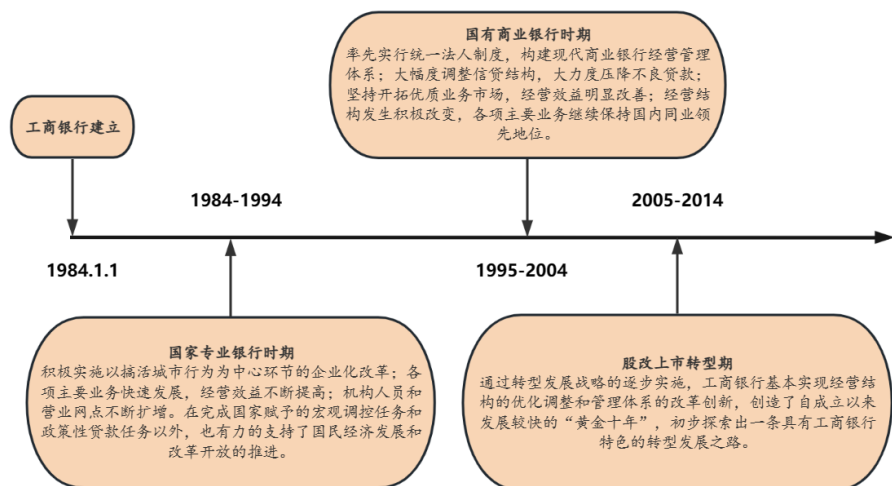 国有商业银行时期
率先实行统一法人制度，构建现代商业银行经营管理
体系；大幅度调整信贷结构，大力度压降不良贷款；
坚持开拓优质业务市场，经营效益明显改善；经营结
构发生积极改变，各项主要业务继续保持国内同业领
先地位。
工商银行建立
1984-1994
2005-2014
1984.1.1
1995-2004
国家专业银行时期
积极实施以搞活城市行为为中心环节的企业化改革；各
项主要业务快速发展，经营效益不断提高；机构人员和
营业网点不断扩增。在完成国家赋予的宏观调控任务和
政策性贷款任务以外，也有力的支持了国民经济发展和
改革开放的推进。
股改上市转型期
通过转型发展战略的逐步实施，工商银行基本实现经营结
构的优化调整和管理体系的改革创新，创造了自成立以来
发展较快的“黄金十年”，初步探索出一条具有工商银行
特色的转型发展之路。